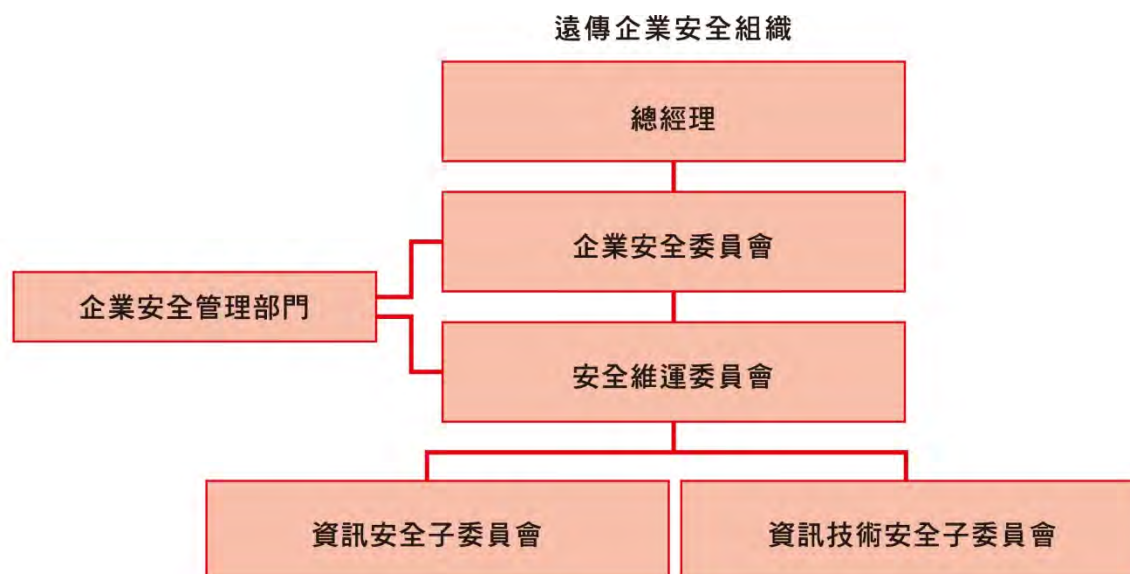 遠傳企業安全組織
總經理
企業安全委員會
企業安全管理部門
安全維運委員會
資訊安全子委員會
資訊技術安全子委員會